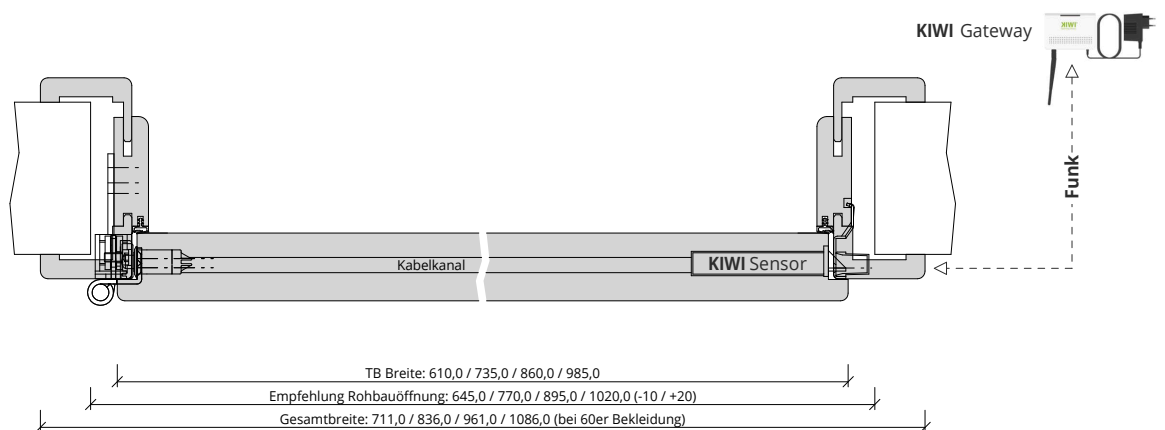 KIWI Gateway
KIWI
Funk
Kabelkanal
KIWI Sensor
TB Breite: 610,0 / 735,0 / 860,0 / 985,0
Empfehlung Rohbauöffnung: 645,0 / 770,0 / 895,0 / 1020,0 (-10 / +20)
Gesamtbreite: 711,0 / 836,0 / 961,0 / 1086,0 (bei 60er Bekleidung)